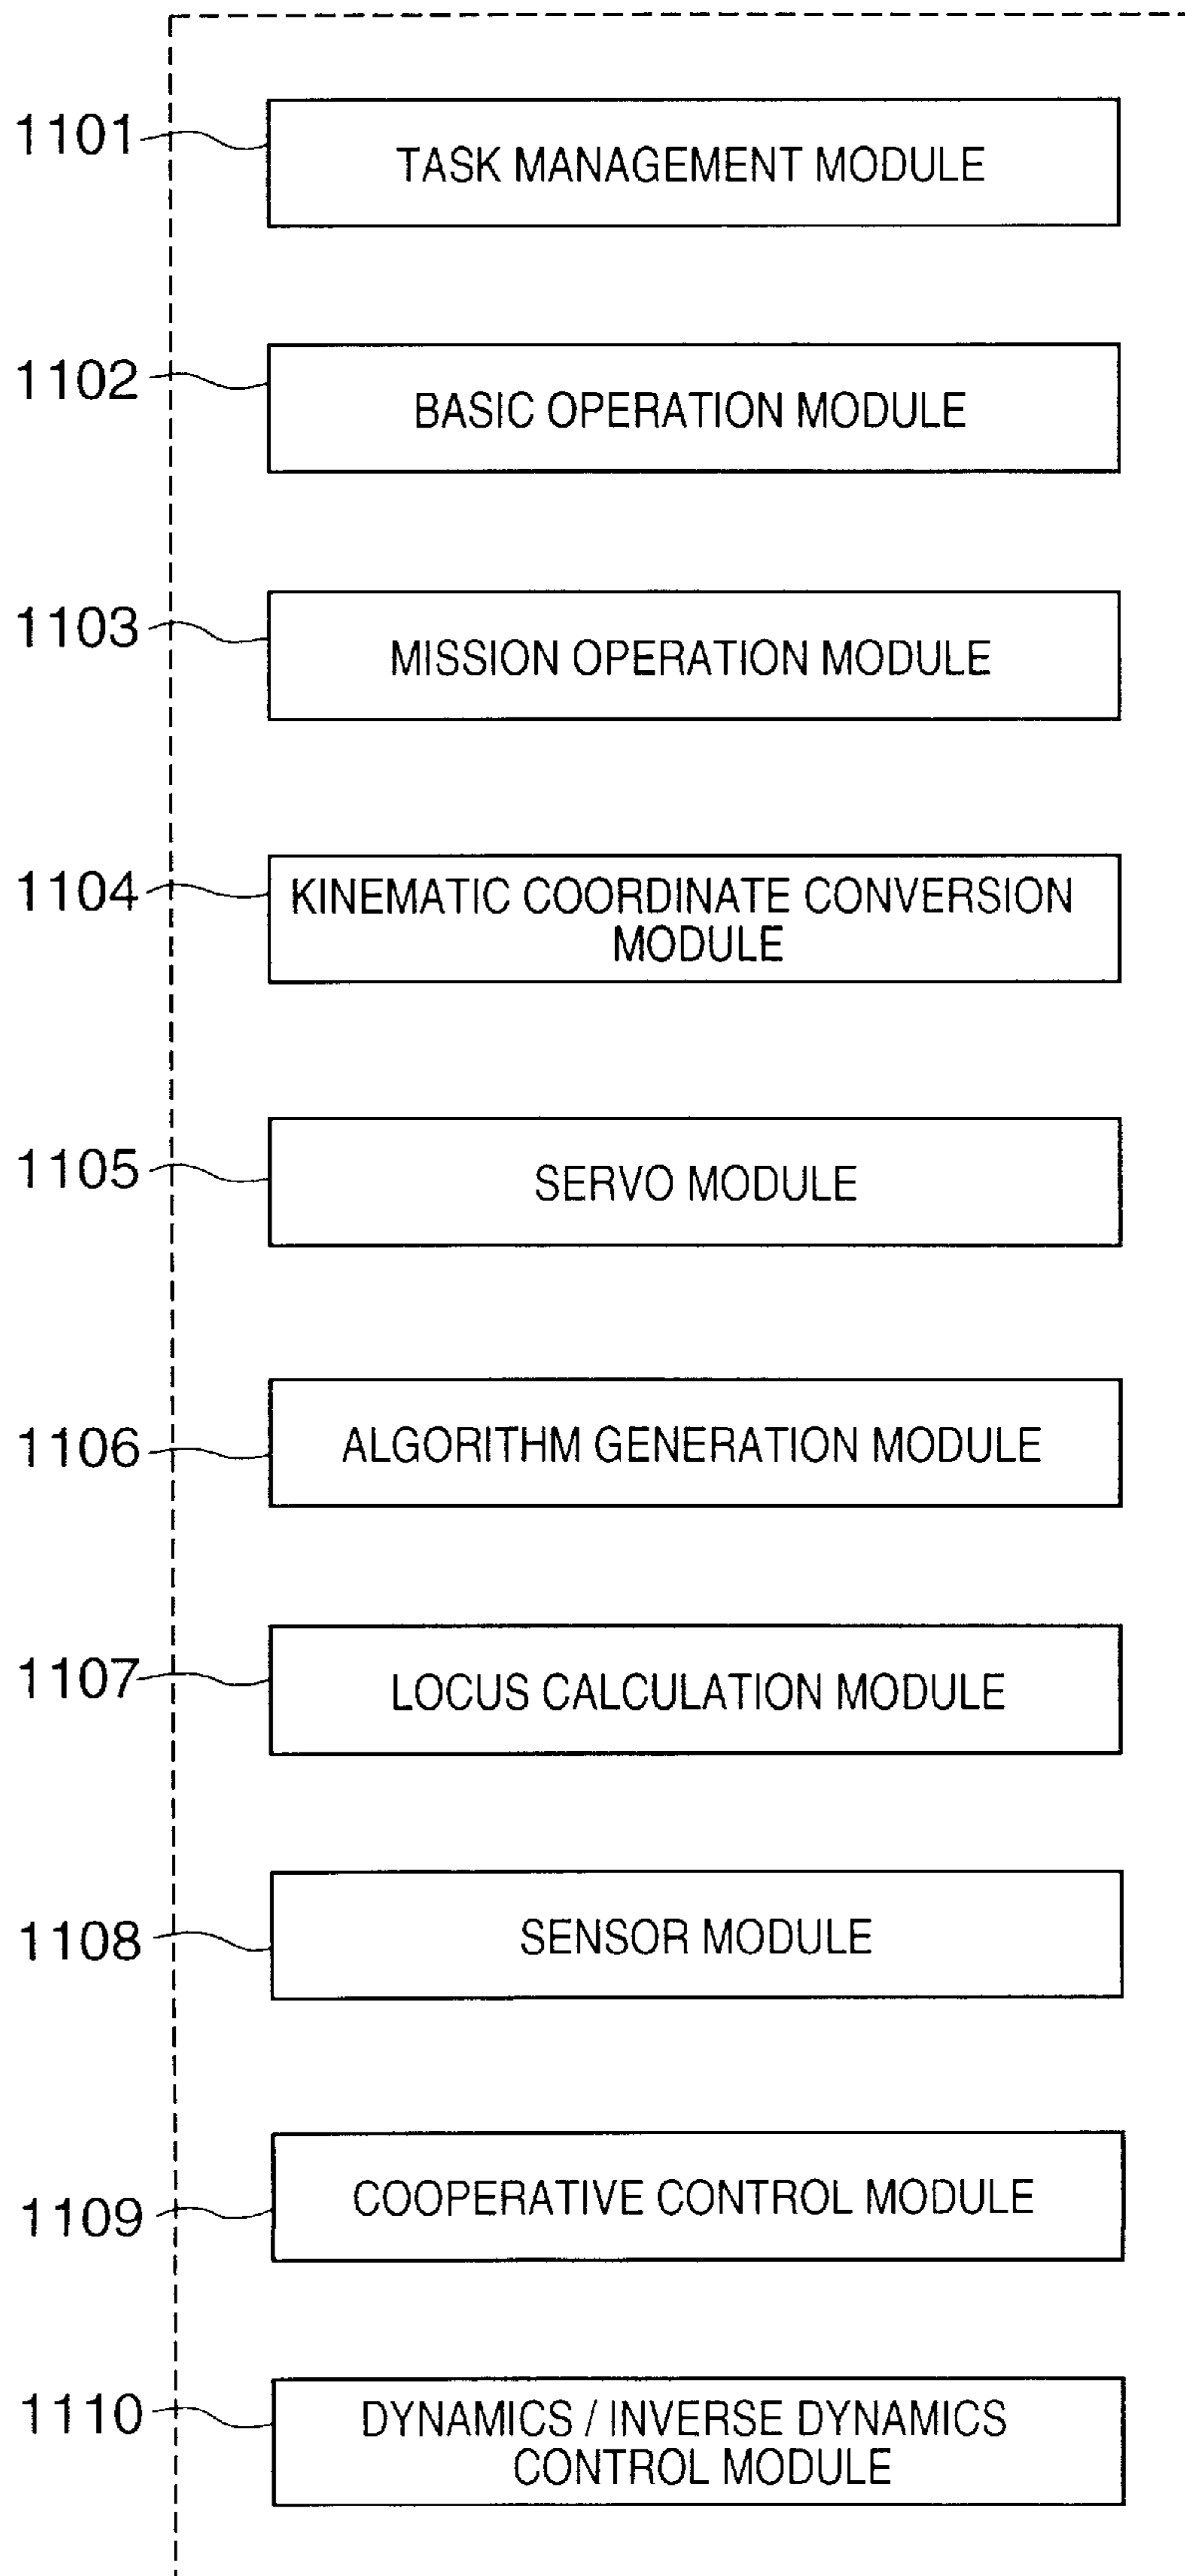 1101
TASK MANAGEMENT MODULE
1102
BASIC OPERATION MODULE
1103
MISSION OPERATION MODULE
1104
KINEMATIC COORDINATE CONVERSION
MODULE
1105
SERVO MODULE
1106
ALGORITHM GENERATION MODULE
1107
LOCUS CALCULATION MODULE
1108
SENSOR MODULE
1109
COOPERATIVE CONTROL MODULE
1110
DYNAMICS / INVERSE DYNAMICS
CONTROL MODULE